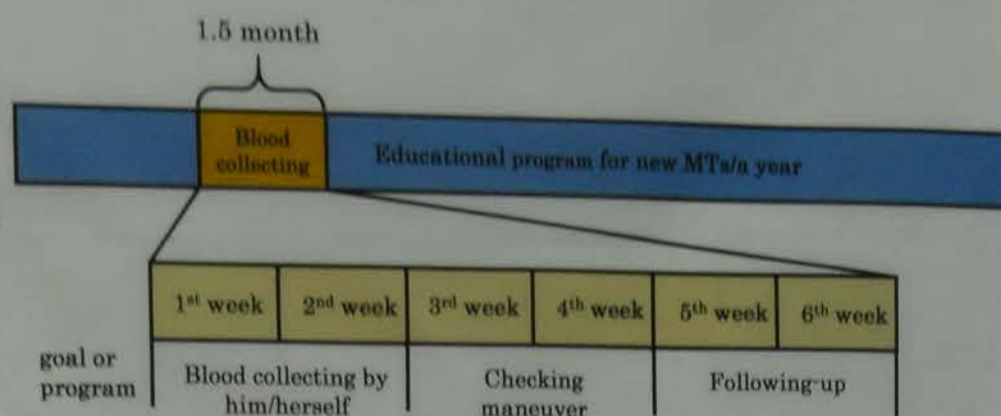 1.5 month
Blood
collecting
Educational program for new MTs/a year
1st week
2nd week
3rd week
4th week
5th week
6th week
goal or
program
Blood collecting by
him/herself
Checking
maneuver
Following-up